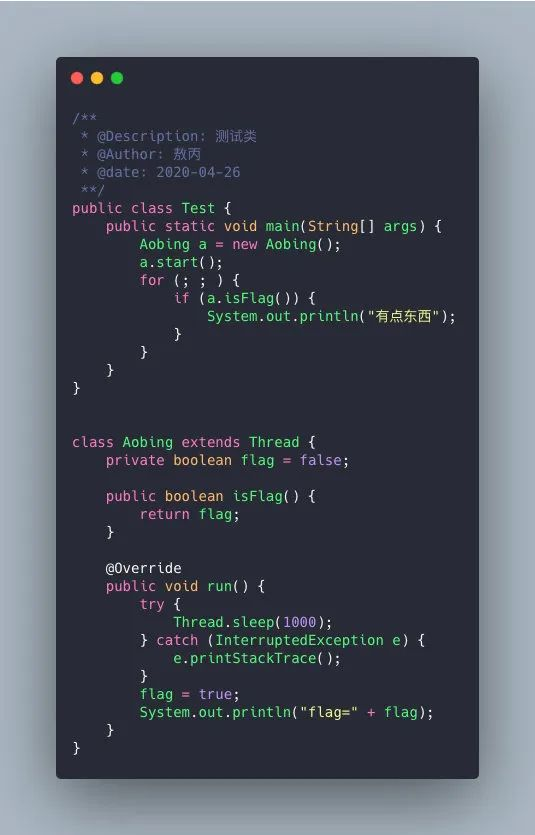 /**
 * @Description: 测试类
 * @Author: 敖丙
 * @date: 2020-04-26
 **/
public class Test {
    public static void main(String[] args) {
        Aobing a = new Aobing();
        a.start();
        for (; ; ) {
            if (a.isFlag()) {
                System.out.println("有点东西");
            }
        }
    }
}
class Aobing extends Thread {
    private boolean flag = false;
    public boolean isFlag() {
        return flag;
    }
    @Override
    public void run() {
        try {
            Thread.sleep(1000);
        } catch (InterruptedException e) {
            e.printStackTrace();
        }
        flag = true;
        System.out.println("flag=" + flag);
    }
}